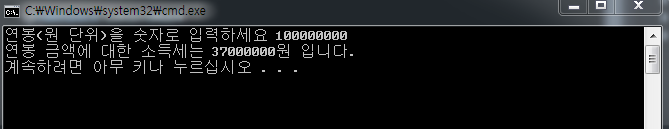 C:\Windows\system32\cmd.exe
연봉(원 단위)을 숫자로 입력하세요 100000000
연봉 금액에 대한 소득세는 37000000원 입니다.
계속하려면 아무 키나 누르십시오 . . .